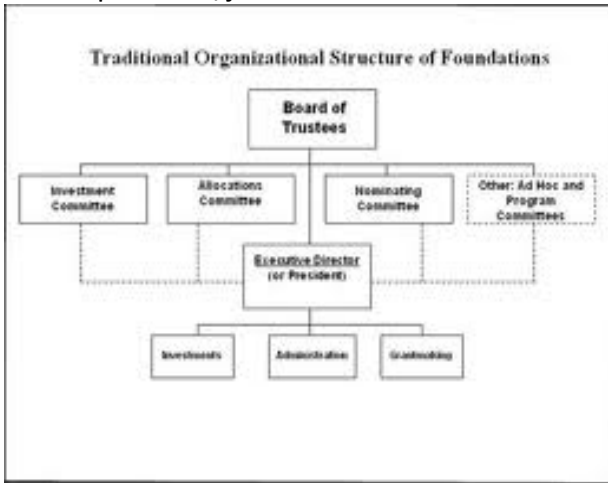 Traditional Organizational Structure of Foundations
Board of
Trustees
Investment
Committee
Allocations
Committee
Nominating
Committee
Other: Ad Hoc and
Program
Committees
Executive Director
(or President)
Investments
Administration
Grantmaking